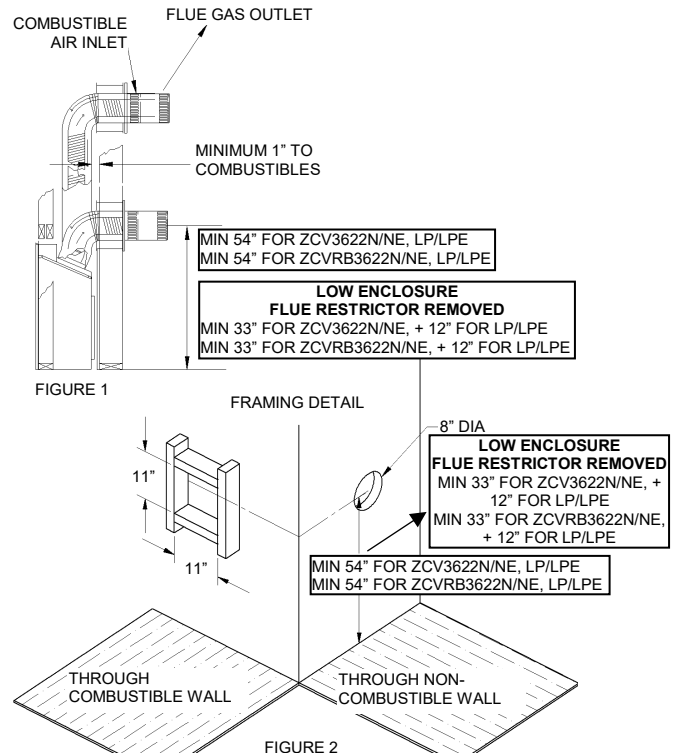 COMBUSTIBLE
AIR INLET
FLUE GAS OUTLET
MINIMUM 1” TO
COMBUSTIBLES
MIN 54” FOR ZCV3622N/NE, LP/LPE
MIN 54” FOR ZCVRB3622N/NE, LP/LPE
LOW ENCLOSURE
FLUE RESTRICTOR REMOVED
MIN 33” FOR ZCV3622N/NE, + 12” FOR LP/LPE
MIN 33” FOR ZCVRB3622N/NE, + 12” FOR LP/LPE
FIGURE 1
FRAMING DETAIL
8” DIA
LOW ENCLOSURE
FLUE RESTRICTOR REMOVED
MIN 33” FOR ZCV3622N/NE, +
12” FOR LP/LPE
MIN 33” FOR ZCVRB3622N/NE,
+ 12” FOR LP/LPE
11”
11”
MIN 54” FOR ZCV3622N/NE, LP/LPE
MIN 54” FOR ZCVRB3622N/NE, LP/LPE
THROUGH
COMBUSTIBLE WALL
THROUGH NON-
COMBUSTIBLE WALL
FIGURE 2